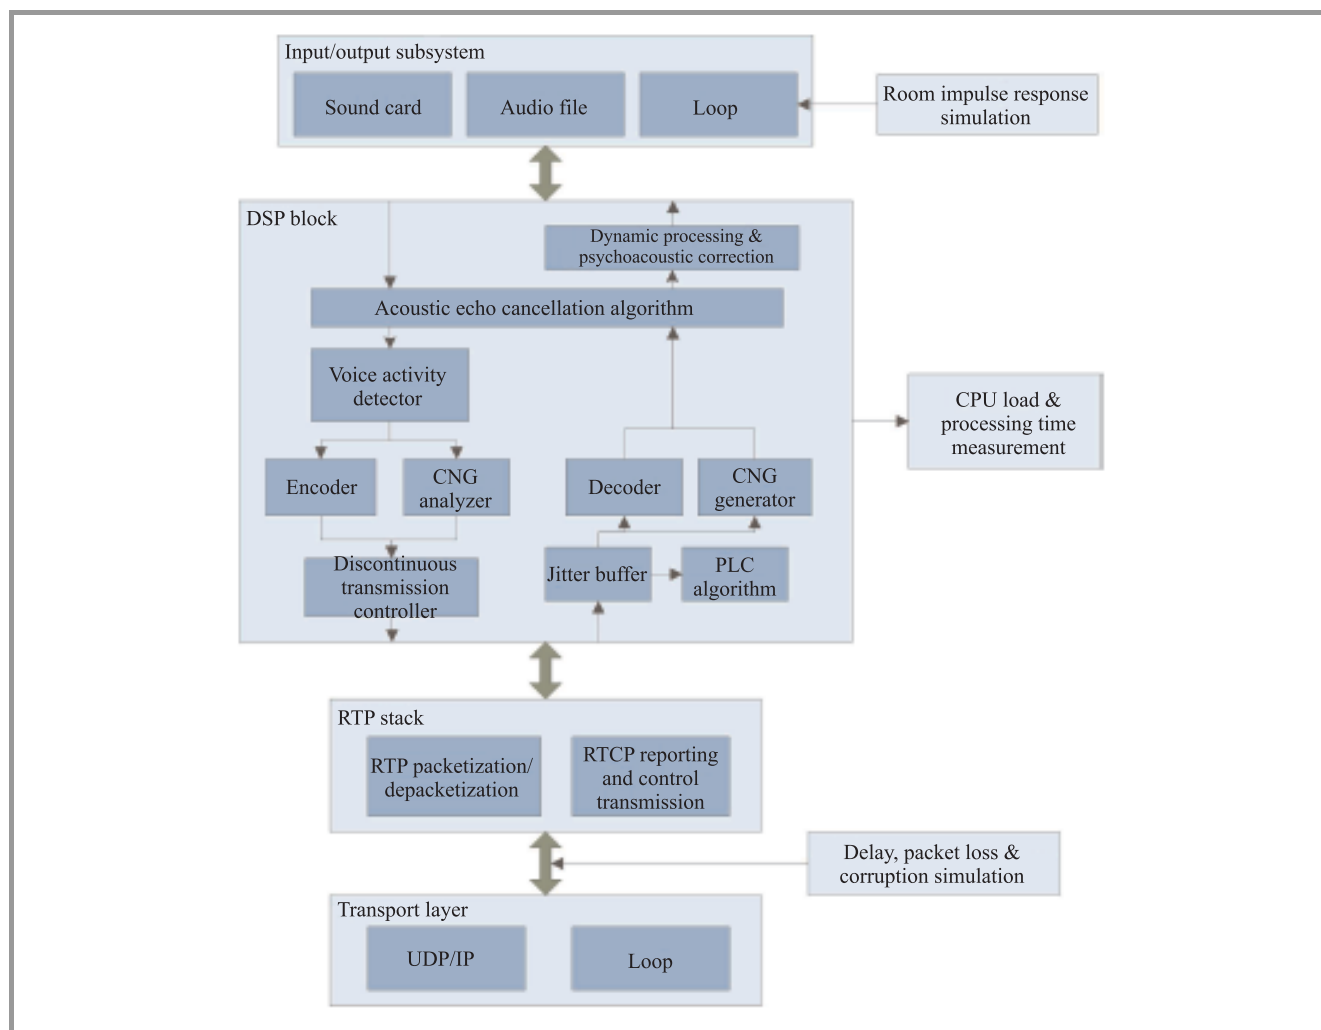 Input/output subsystem
Sound card
Audio file
Loop
Room impulse response
simulation
DSP block
Dynamic processing &
psychoacoustic correction
Acoustic echo cancellation algorithm
Voice activity
detector
CPU load &
processing time
measurement
Encoder
CNG
analyzer
Decoder
CNG
generator
Discontinuous
transmission
controller
Jitter buffer
PLC
algorithm
RTP stack
RTP packetization/
depacketization
RTCP reporting
and control
transmission
Delay, packet loss &
corruption simulation
Transport layer
UDP/IP
Loop